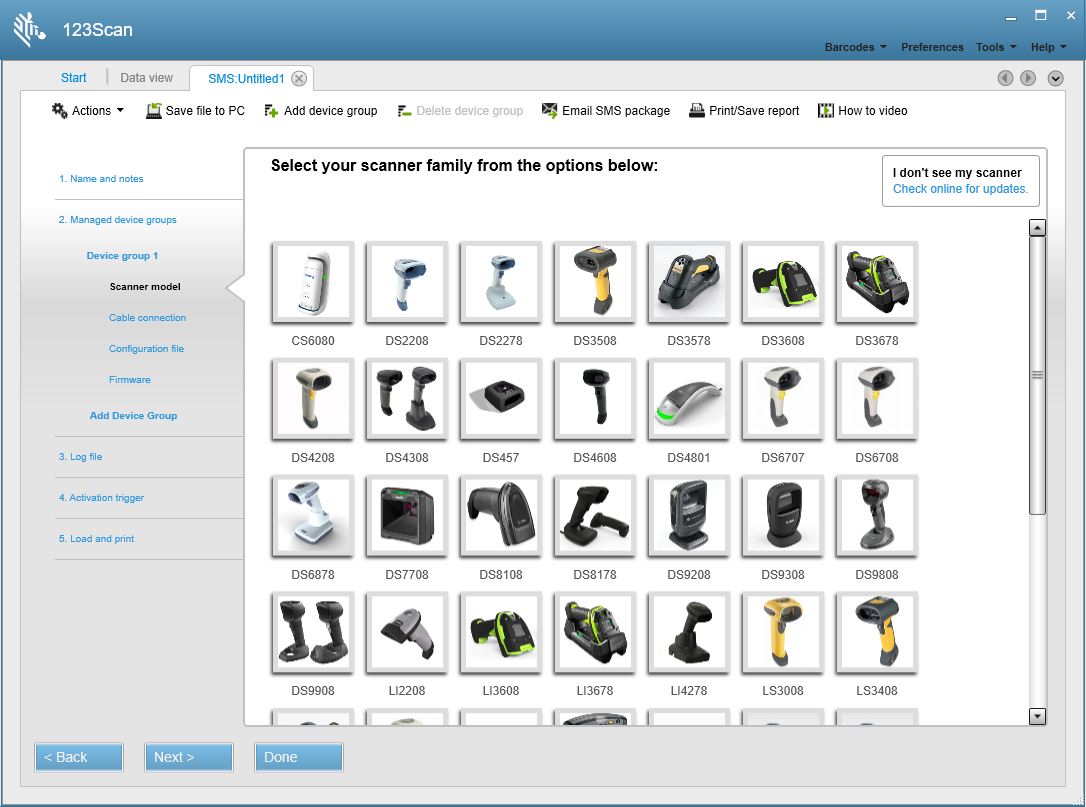 123Scan
Barcodes Preferences Tools Help
Start Data view SMS:Untitled1
Actions Save file to PC Add device group Delete device group Email SMS package Print/Save report How to video
Select your scanner family from the options below:
I don't see my scanner
Check online for updates.
1. Name and notes
2. Managed device groups
Device group 1
Scanner model
Cable connection
Configuration file
Firmware
Add Device Group
3. Log file
4. Activation trigger
5. Load and print
CS6080 DS2208 DS2278 DS3508 DS3578 DS3608 DS3678
DS4208 DS4308 DS457 DS4608 DS4801 DS6707 DS6708
DS6878 DS7708 DS8108 DS8178 DS9208 DS9308 DS9808
DS9908 LI2208 LI3608 LI3678 LI4278 LS3008 LS3408
< Back Next > Done